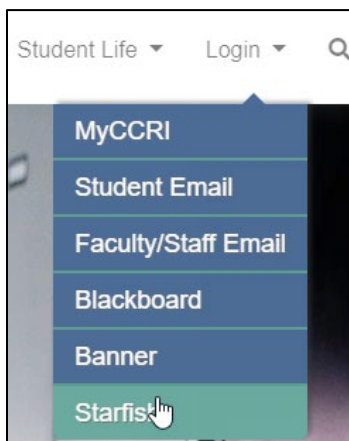 Student Life
Login
MyCCRI
Student Email
Faculty/Staff Email
Blackboard
Banner
Starfish